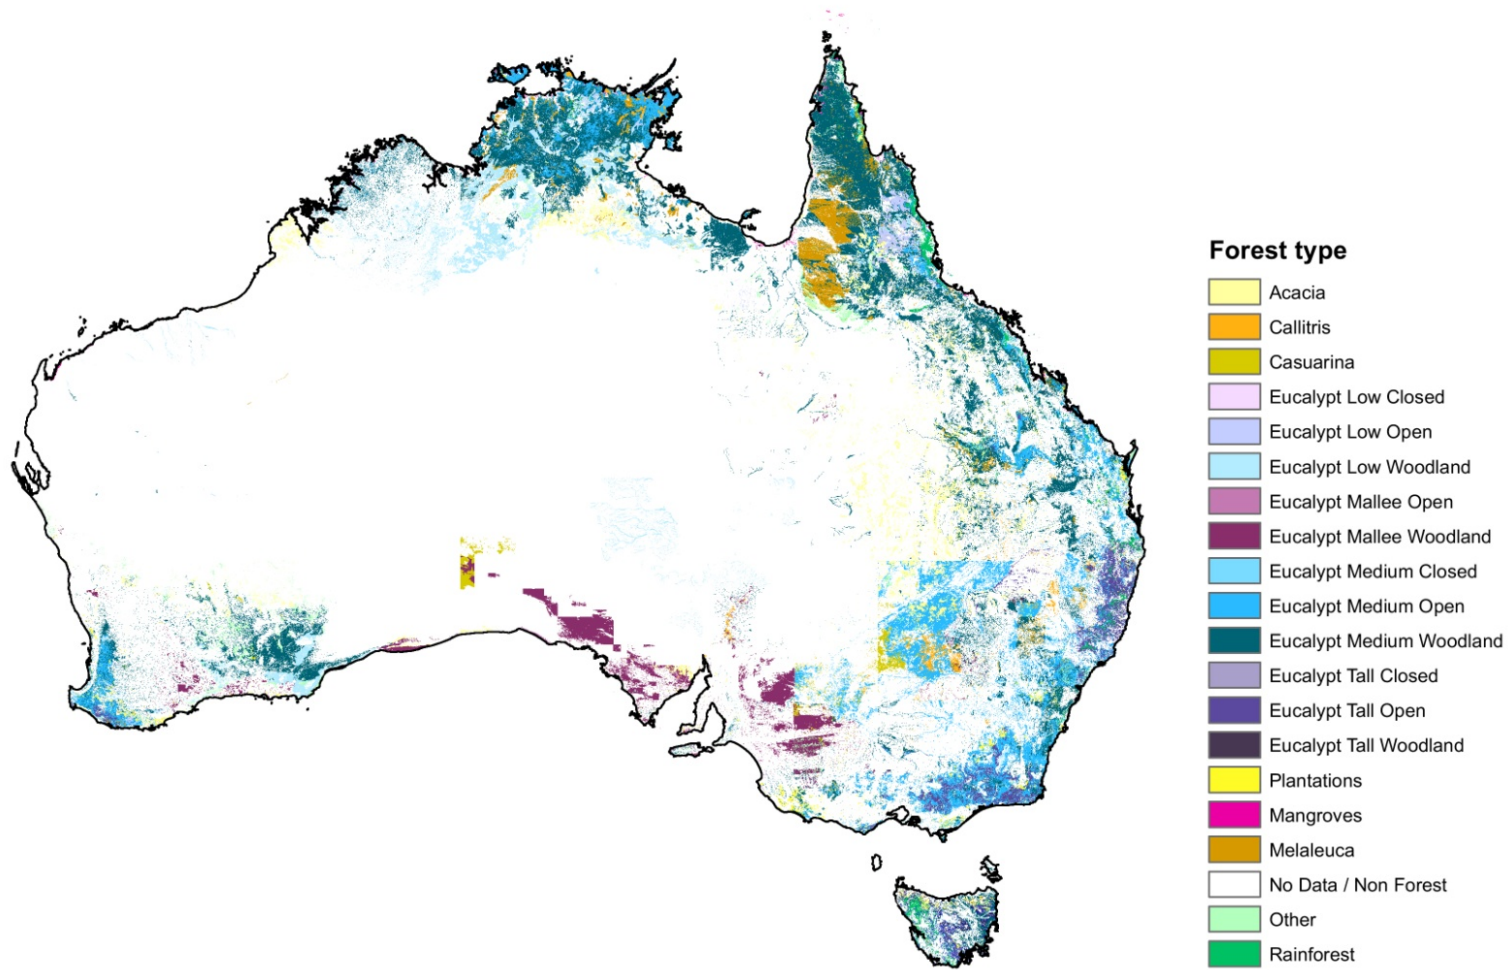 Forest type
Acacia
Callitris
Casuarina
Eucalypt Low Closed
Eucalypt Low Open
Eucalypt Low Woodland
Eucalypt Mallee Open
Eucalypt Mallee Woodland
Eucalypt Medium Closed
Eucalypt Medium Open
Eucalypt Medium Woodland
Eucalypt Tall Closed
Eucalypt Tall Open
Eucalypt Tall Woodland
Plantations
Mangroves
Melaleuca
No Data / Non Forest
Other
Rainforest